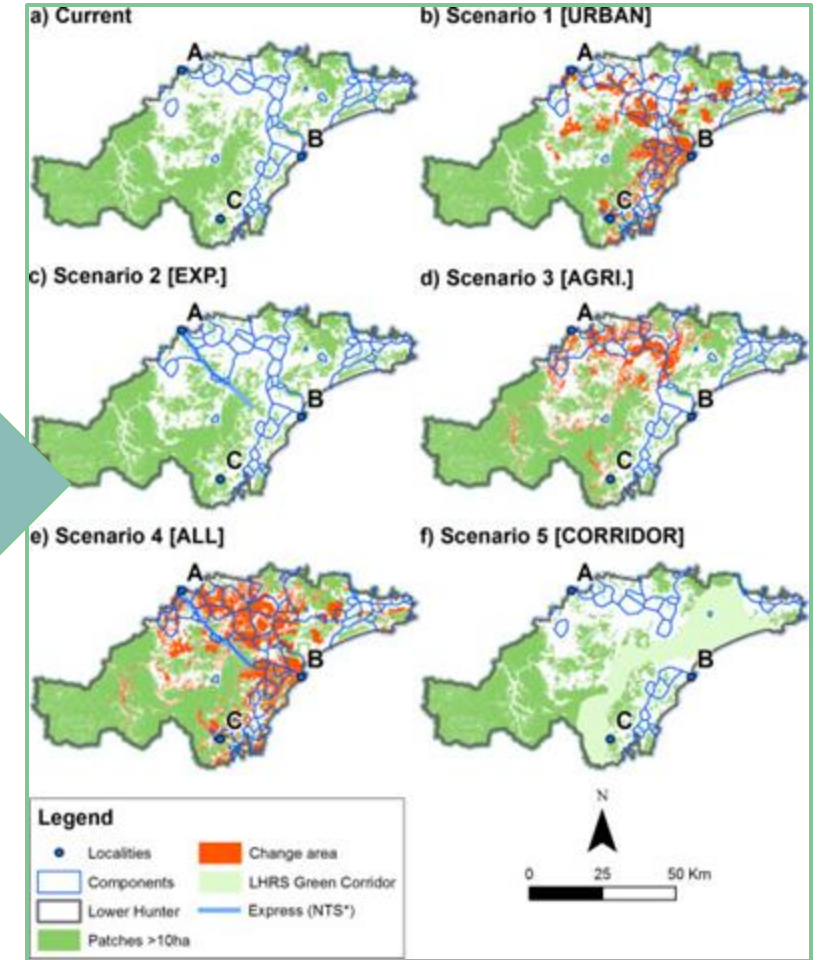 a) Current
b) Scenario 1 [URBAN]
A
B
C
A
B
C
c) Scenario 2 [EXP.]
d) Scenario 3 [AGRI.]
A
B
C
A
B
C
e) Scenario 4 [ALL]
f) Scenario 5 [CORRIDOR]
A
B
C
A
B
C
Legend
Localities
Change area
Components
LHRS Green Corridor
Lower Hunter
Express (NTS*)
Patches >10ha
N
0 25 50 Km